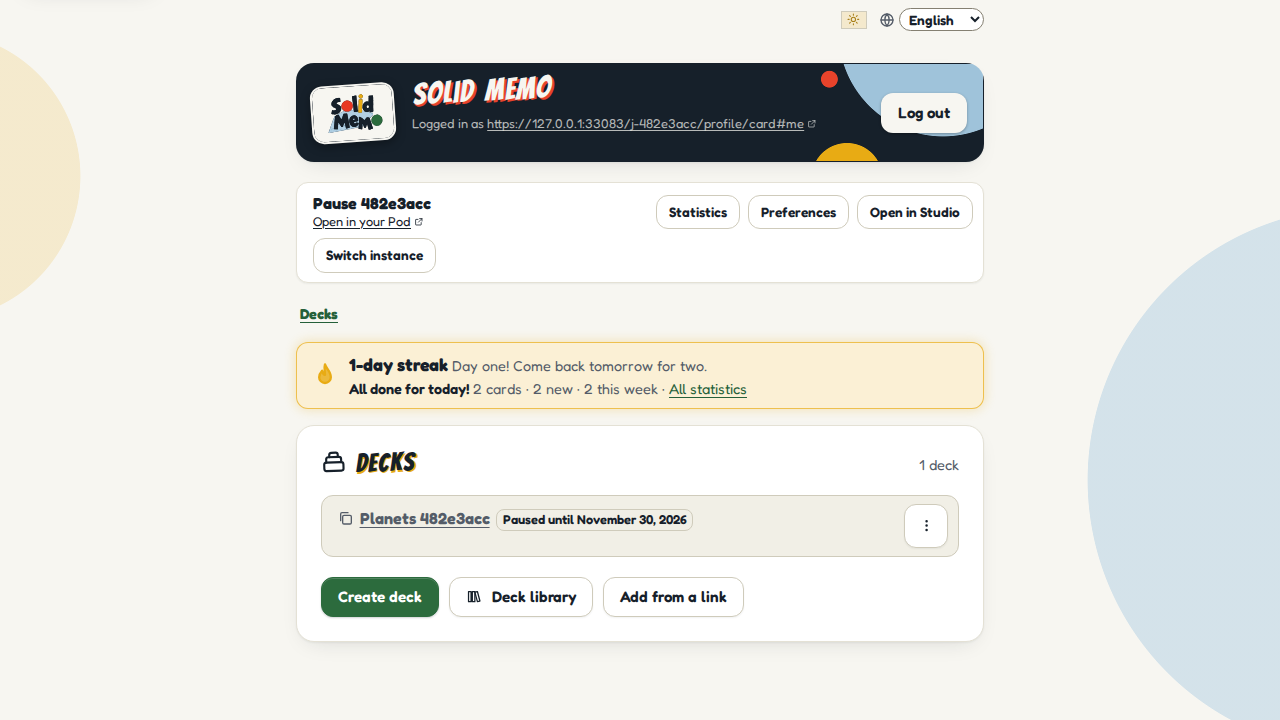 English
Solid Memo
SOLID MEMO
Logged in as https://127.0.0.1:33083/j-482e3acc/profile/card#me
Log out
Pause 482e3acc
Open in your Pod
Statistics
Preferences
Open in Studio
Switch instance
Decks
1-day streak Day one! Come back tomorrow for two.
All done for today! 2 cards · 2 new · 2 this week · All statistics
DECKS
1 deck
Planets 482e3acc
Paused until November 30, 2026
Create deck
Deck library
Add from a link